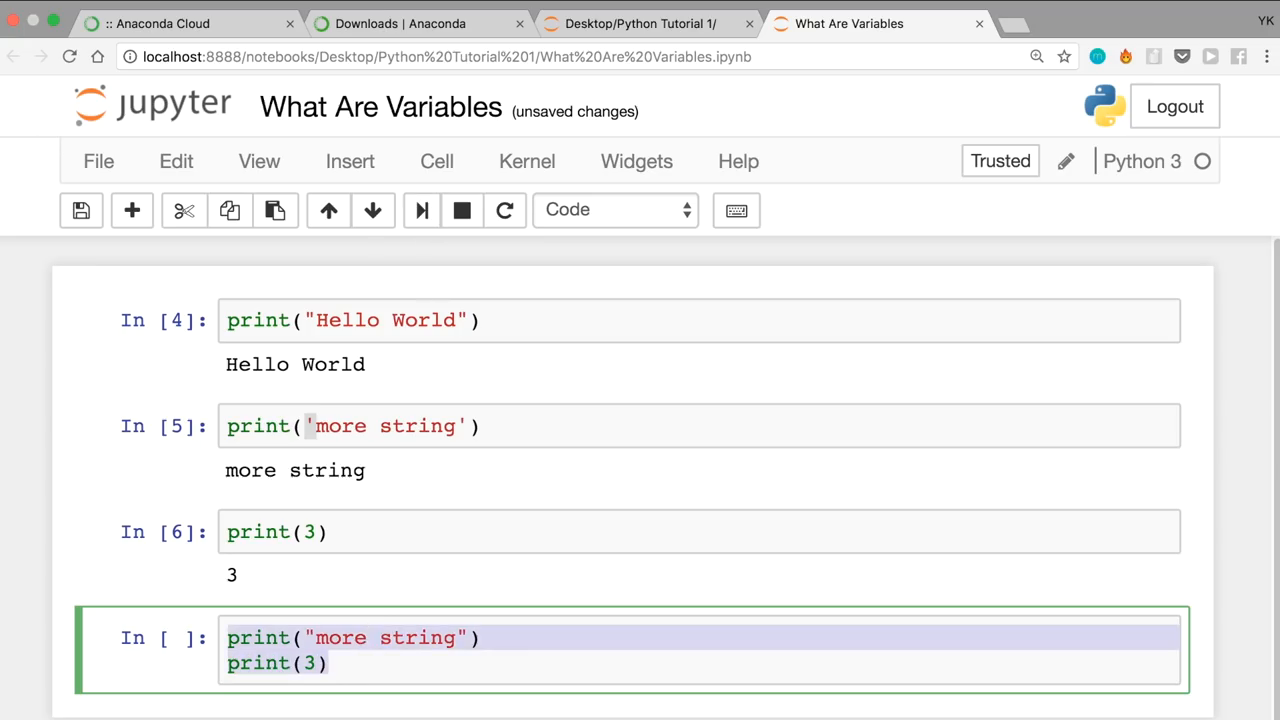 :: Anaconda Cloud
Downloads | Anaconda
Desktop/Python Tutorial 1/
What Are Variables
YK
localhost:8888/notebooks/Desktop/Python%20Tutorial%201/What%20Are%20Variables.ipynb
jupyter What Are Variables (unsaved changes)
Logout
File Edit View Insert Cell Kernel Widgets Help
Trusted Python 3
Code
In [4]: print("Hello World")
Hello World
In [5]: print('more string')
more string
In [6]: print(3)
3
In [ ]: print("more string")
print(3)